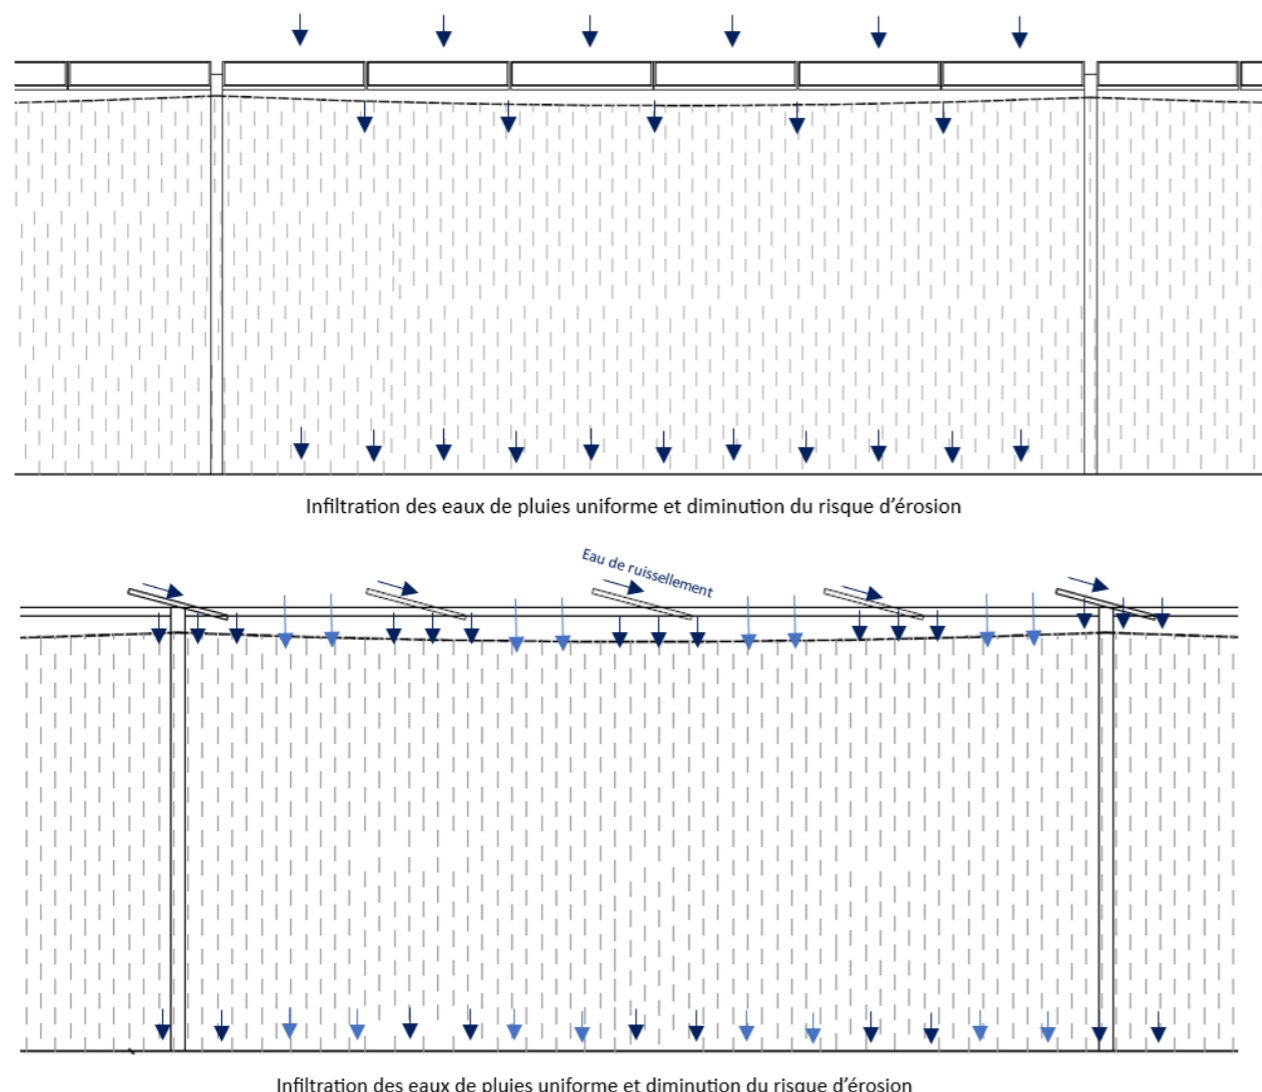 Infiltration des eaux de pluies uniforme et diminution du risque d'érosion
Eau de ruissellement
Infiltration des eaux de pluies uniforme et diminution du risque d'érosion